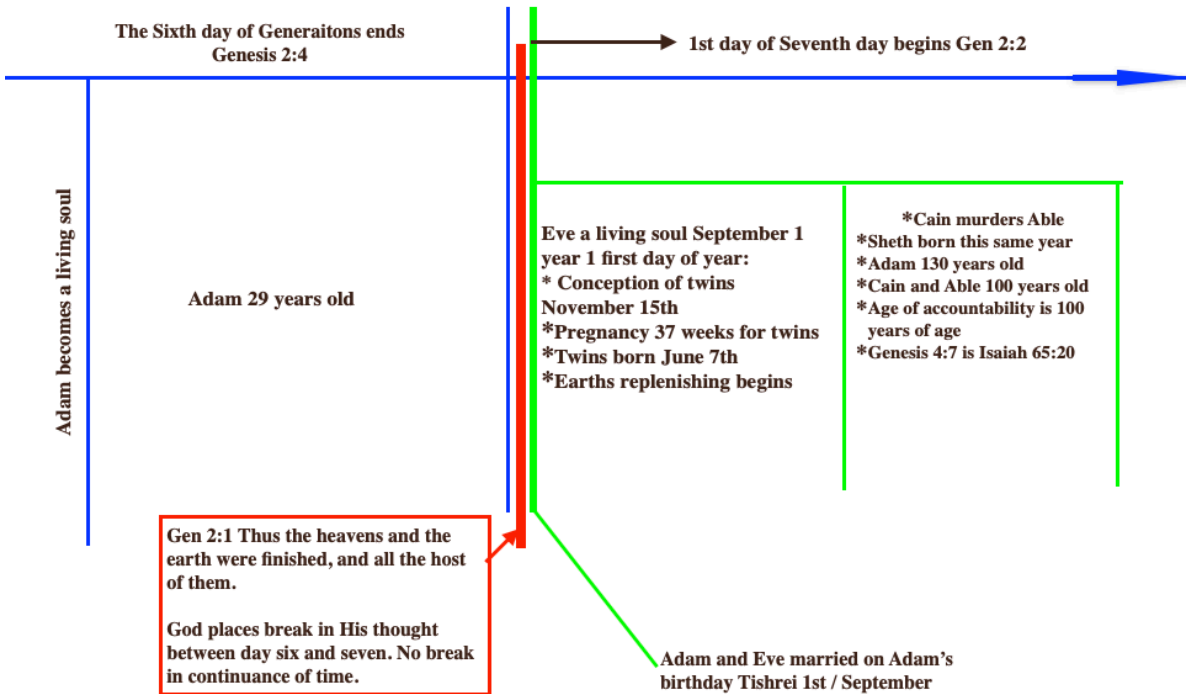 The Sixth day of Generaitons ends
Genesis 2:4
1st day of Seventh day begins Gen 2:2
Adam becomes a living soul
Adam 29 years old
Eve a living soul September 1
year 1 first day of year:
* Conception of twins
November 15th
*Pregnancy 37 weeks for twins
*Twins born June 7th
*Earths replenishing begins
*Cain murders Able
*Sheth born this same year
*Adam 130 years old
*Cain and Able 100 years old
*Age of accountability is 100
years of age
*Genesis 4:7 is Isaiah 65:20
Gen 2:1 Thus the heavens and the
earth were finished, and all the host
of them.
God places break in His thought
between day six and seven. No break
in continuance of time.
Adam and Eve married on Adam’s
birthday Tishrei 1st / September